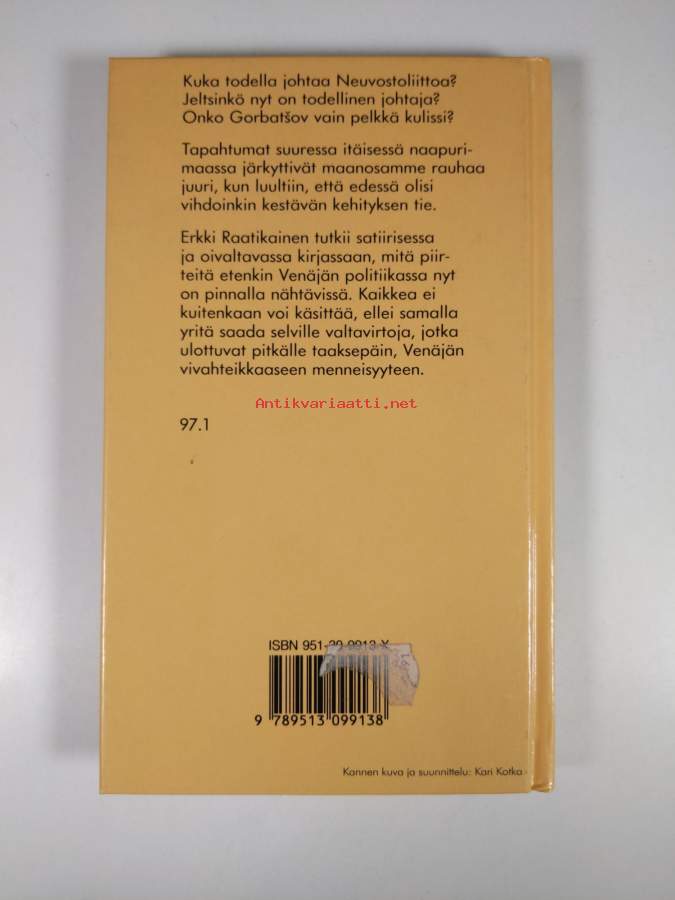 Kuka todella johtaa Neuvostoliittoa?
Jeltsinkö nyt on todellinen johtaja?
Onko Gorbatšov vain pelkkä kulissi?
Tapahtumat suuressa itäisessä naapuri-
maassa järkyttivät maanosamme rauhaa
juuri, kun luultiin, että edessä olisi
vihdoinkin kestävän kehityksen tie.
Erkki Raatikainen tutkii satiirisessa
ja oivaltavassa kirjassaan, mitä piir-
teitä etenkin Venäjän politiikassa nyt
on pinnalla nähtävissä. Kaikkea ei
kuitenkaan voi käsittää, ellei samalla
yritä saada selville valtavirtoja, jotka
ulottuvat pitkälle taaksepäin, Venäjän
vivahteikkaaseen menneisyyteen.
Antikvariaatti.net
97.1
ISBN 951-30-9913-X
9 789513 099138
Kannen kuva ja suunnittelu: Kari Kotka